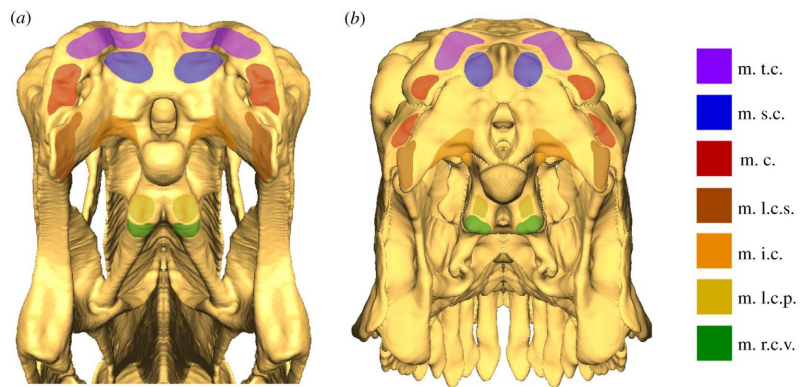 (a)
(b)
m. t.c.
m. s.c.
m. c.
m. l.c.s.
m. i.c.
m. l.c.p.
m. r.c.v.